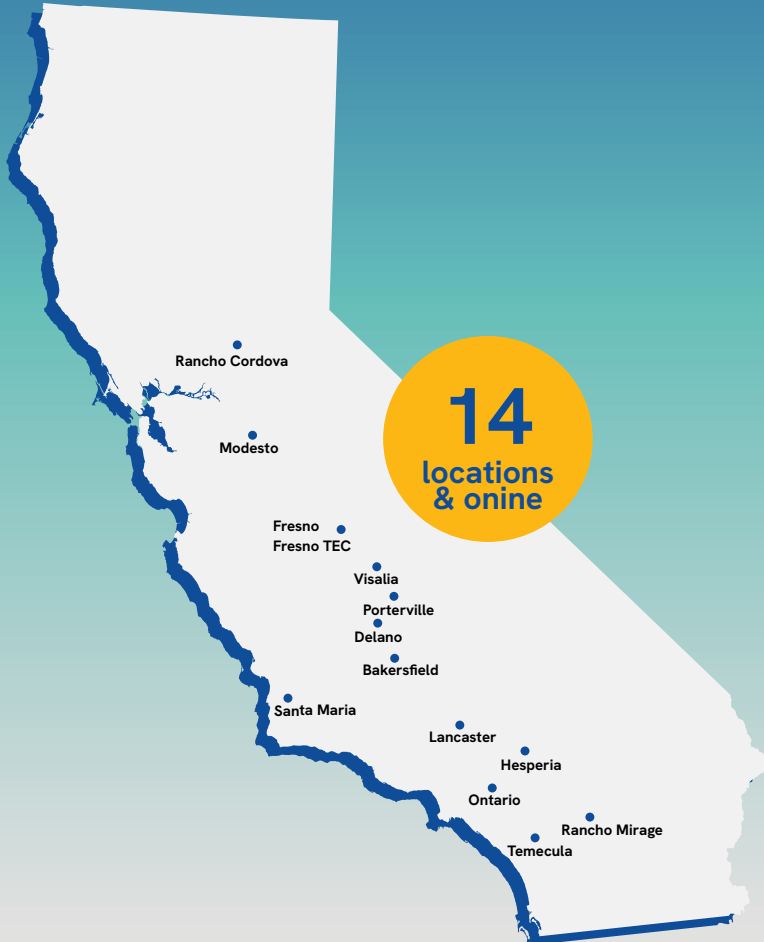 Rancho Cordova
14
locations
& onine
Modesto
Fresno
Fresno TEC
Visalia
Porterville
Delano
Bakersfield
Santa Maria
Lancaster
Hesperia
Ontario
Rancho Mirage
Temecula